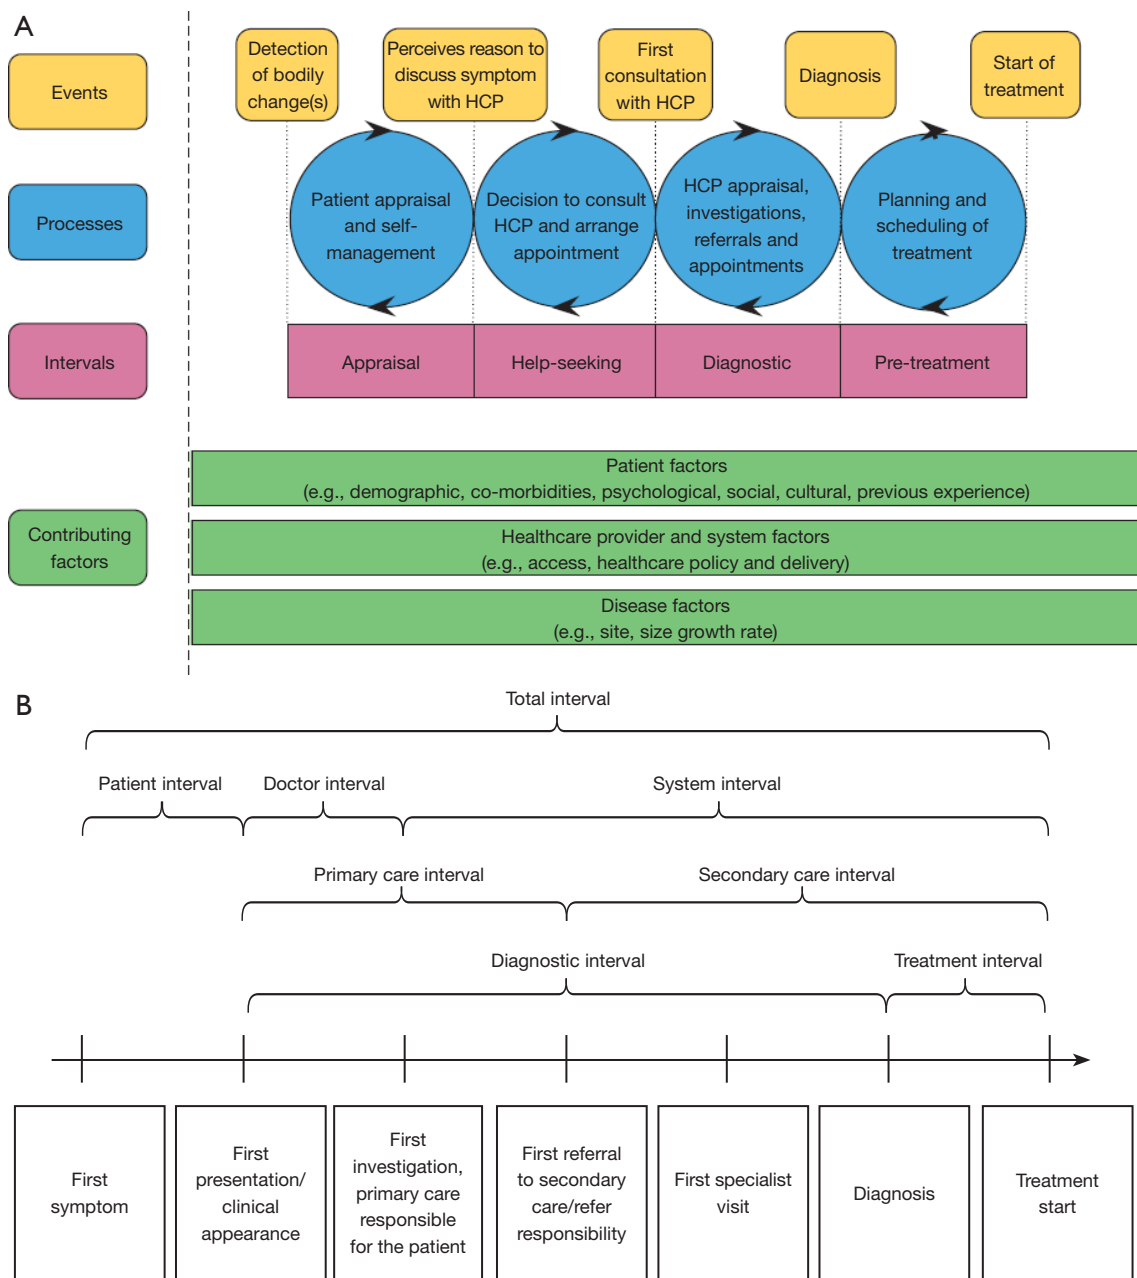 A
Events
Detection
of bodily
change(s)
Perceives reason to
discuss symptom
with HCP
First
consultation
with HCP
Diagnosis
Start of
treatment
Processes
Patient appraisal
and self-
management
Decision to consult
HCP and arrange
appointment
HCP appraisal,
investigations,
referrals and
appointments
Planning and
scheduling of
treatment
Intervals
Appraisal
Help-seeking
Diagnostic
Pre-treatment
Contributing
factors
Patient factors
(e.g., demographic, co-morbidities, psychological, social, cultural, previous experience)
Healthcare provider and system factors
(e.g., access, healthcare policy and delivery)
Disease factors
(e.g., site, size growth rate)
B
Total interval
Patient interval
Doctor interval
System interval
Primary care interval
Secondary care interval
Diagnostic interval
Treatment interval
First
symptom
First
presentation/
clinical
appearance
First
investigation,
primary care
responsible
for the patient
First referral
to secondary
care/refer
responsibility
First specialist
visit
Diagnosis
Treatment
start